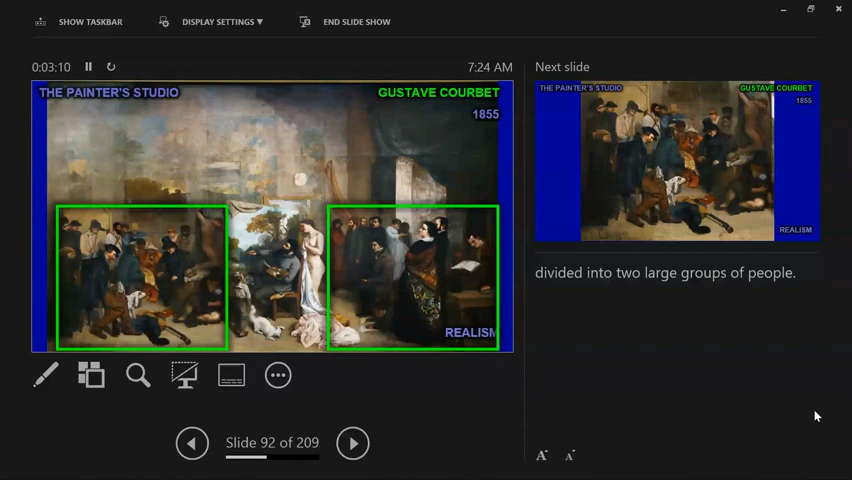 SHOW TASKBAR
DISPLAY SETTINGS ▼
END SLIDE SHOW
0:03:10
7:24 AM
THE PAINTER'S STUDIO
GUSTAVE COURBET
1855
REALISM
Slide 92 of 209
Next slide
THE PAINTER'S STUDIO
GUSTAVE COURBET
1855
REALISM
divided into two large groups of people.
A
A